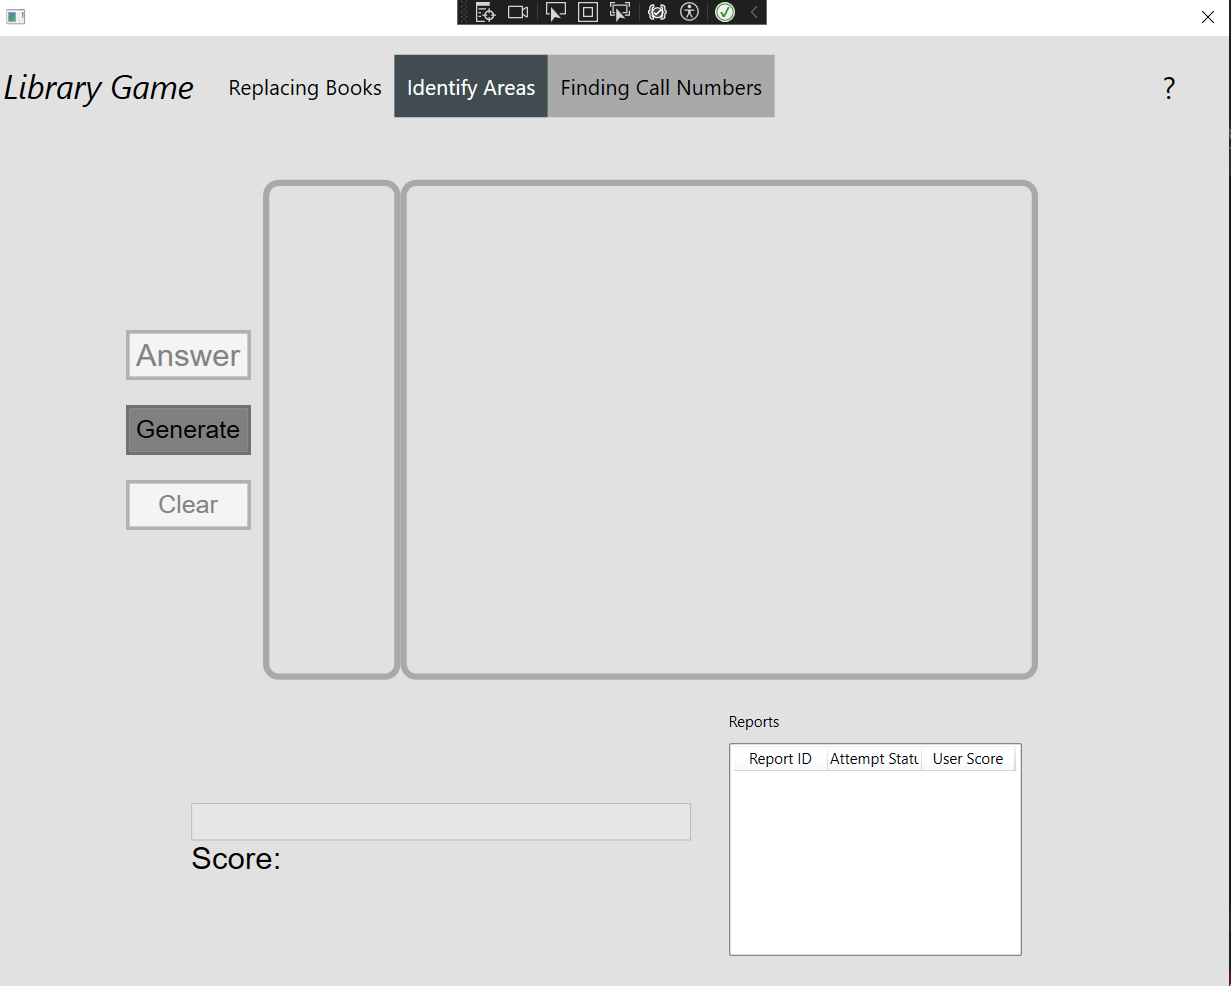 Library Game
Replacing Books
Identify Areas
Finding Call Numbers
?
Answer
Generate
Clear
Reports
Report ID
Attempt Statu
User Score
Score: